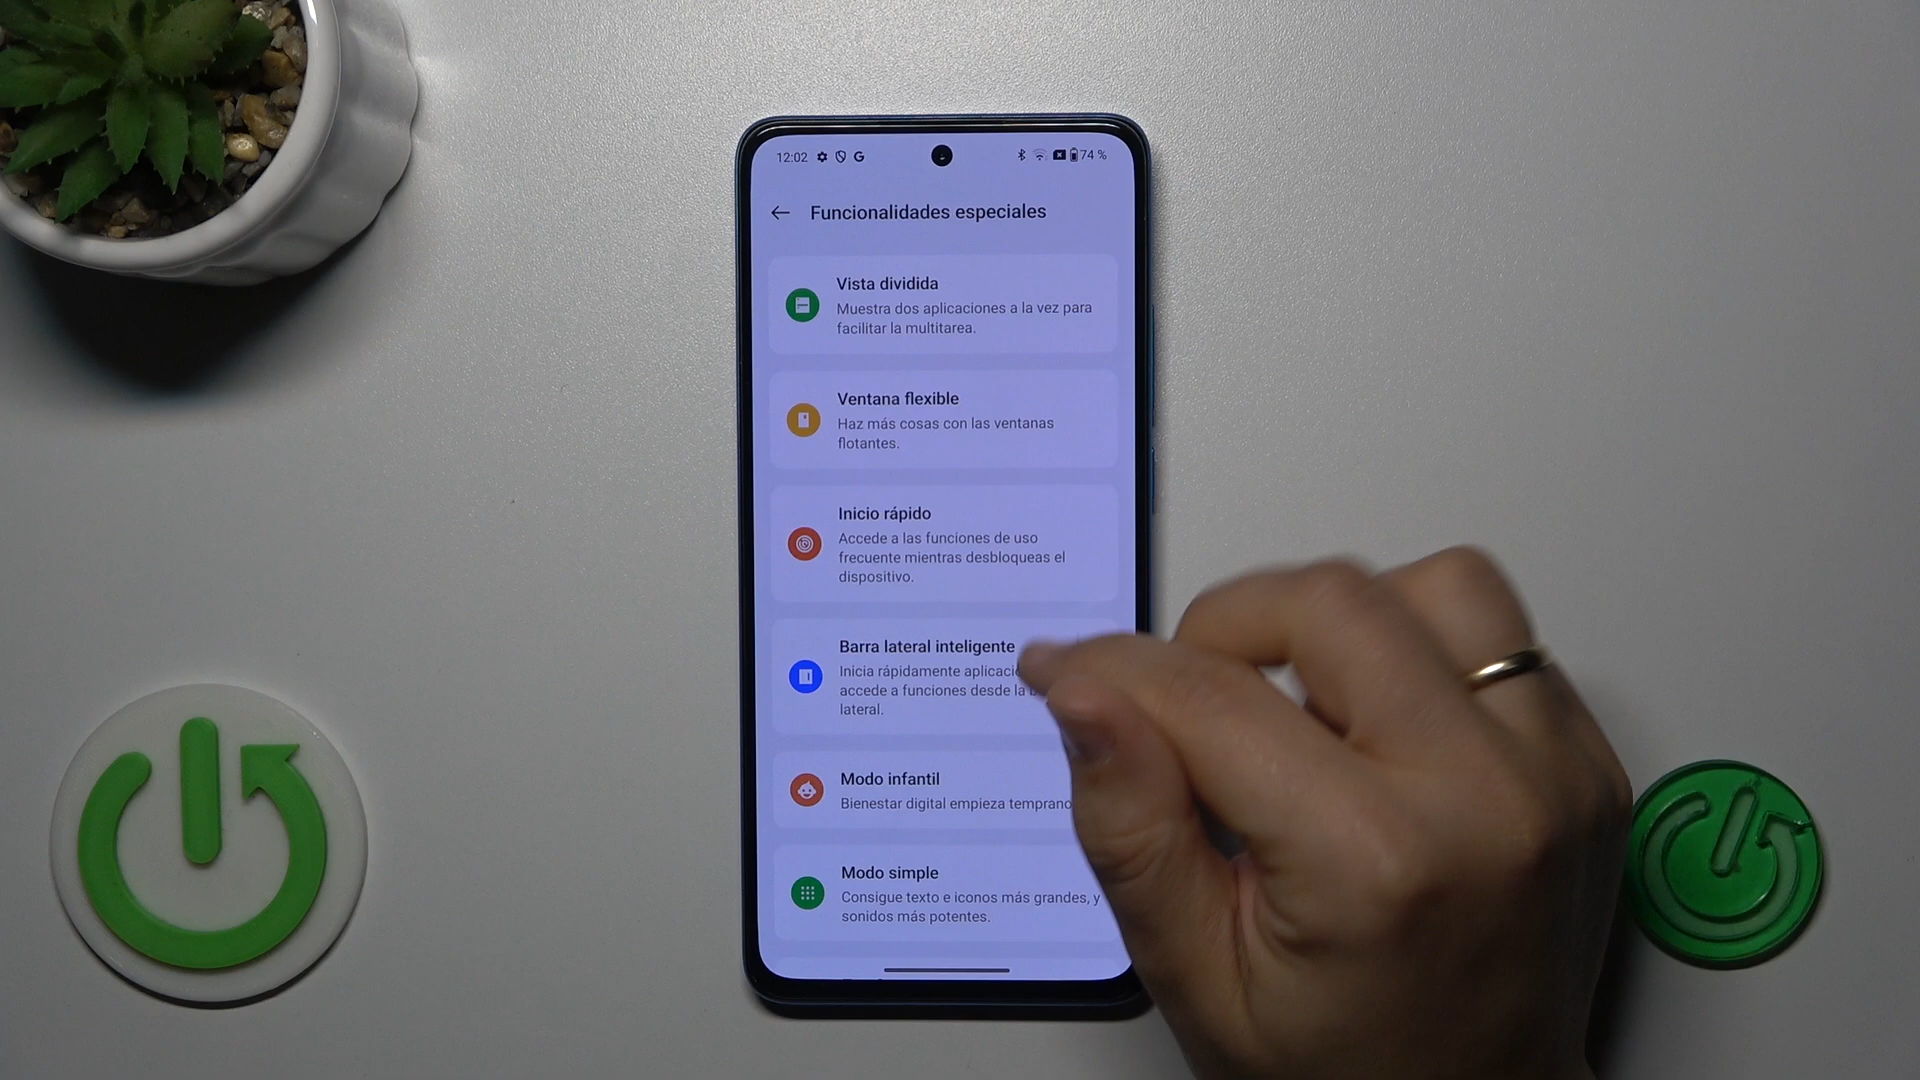 12:02 G 74 %
Funcionalidades especiales
Vista dividida
Muestra dos aplicaciones a la vez para
facilitar la multitarea.
Ventana flexible
Haz más cosas con las ventanas
flotantes.
Inicio rápido
Accede a las funciones de uso
frecuente mientras desbloqueas el
dispositivo.
Barra lateral inteligente
Inicia rápidamente
accede a funciones desde la
lateral.
Modo infantil
Bienestar digital empieza temprano
Modo simple
Consigue texto e iconos más grandes, y
sonidos más potentes.